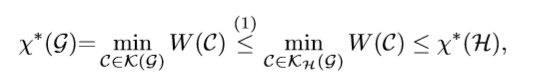 χ*(𝒢)= min_{𝒞∈𝒦(𝒢)} W(𝒞) ≤^{(1)} min_{𝒞∈𝒦_ℋ(𝒢)} W(𝒞) ≤ χ*(ℋ),